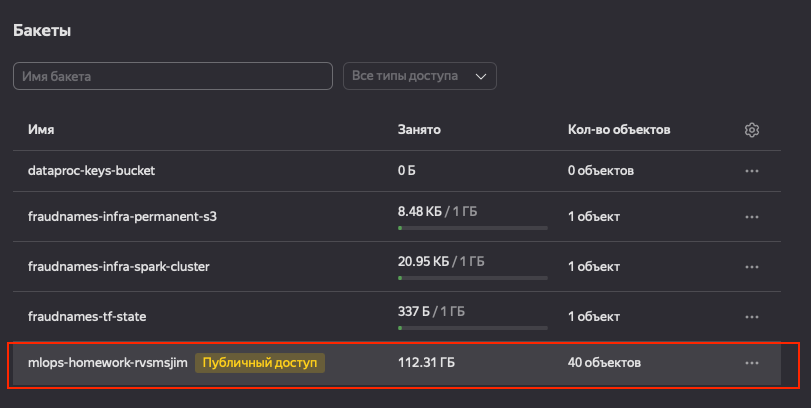 Бакеты
Имя бакета Все типы доступа
Имя Занято Кол-во объектов
dataproc-keys-bucket 0 Б 0 объектов
fraudnames-infra-permanent-s3 8.48 КБ / 1 ГБ 1 объект
fraudnames-infra-spark-cluster 20.95 КБ / 1 ГБ 1 объект
fraudnames-tf-state 337 Б / 1 ГБ 1 объект
mlops-homework-rvsmsjim Публичный доступ 112.31 ГБ 40 объектов